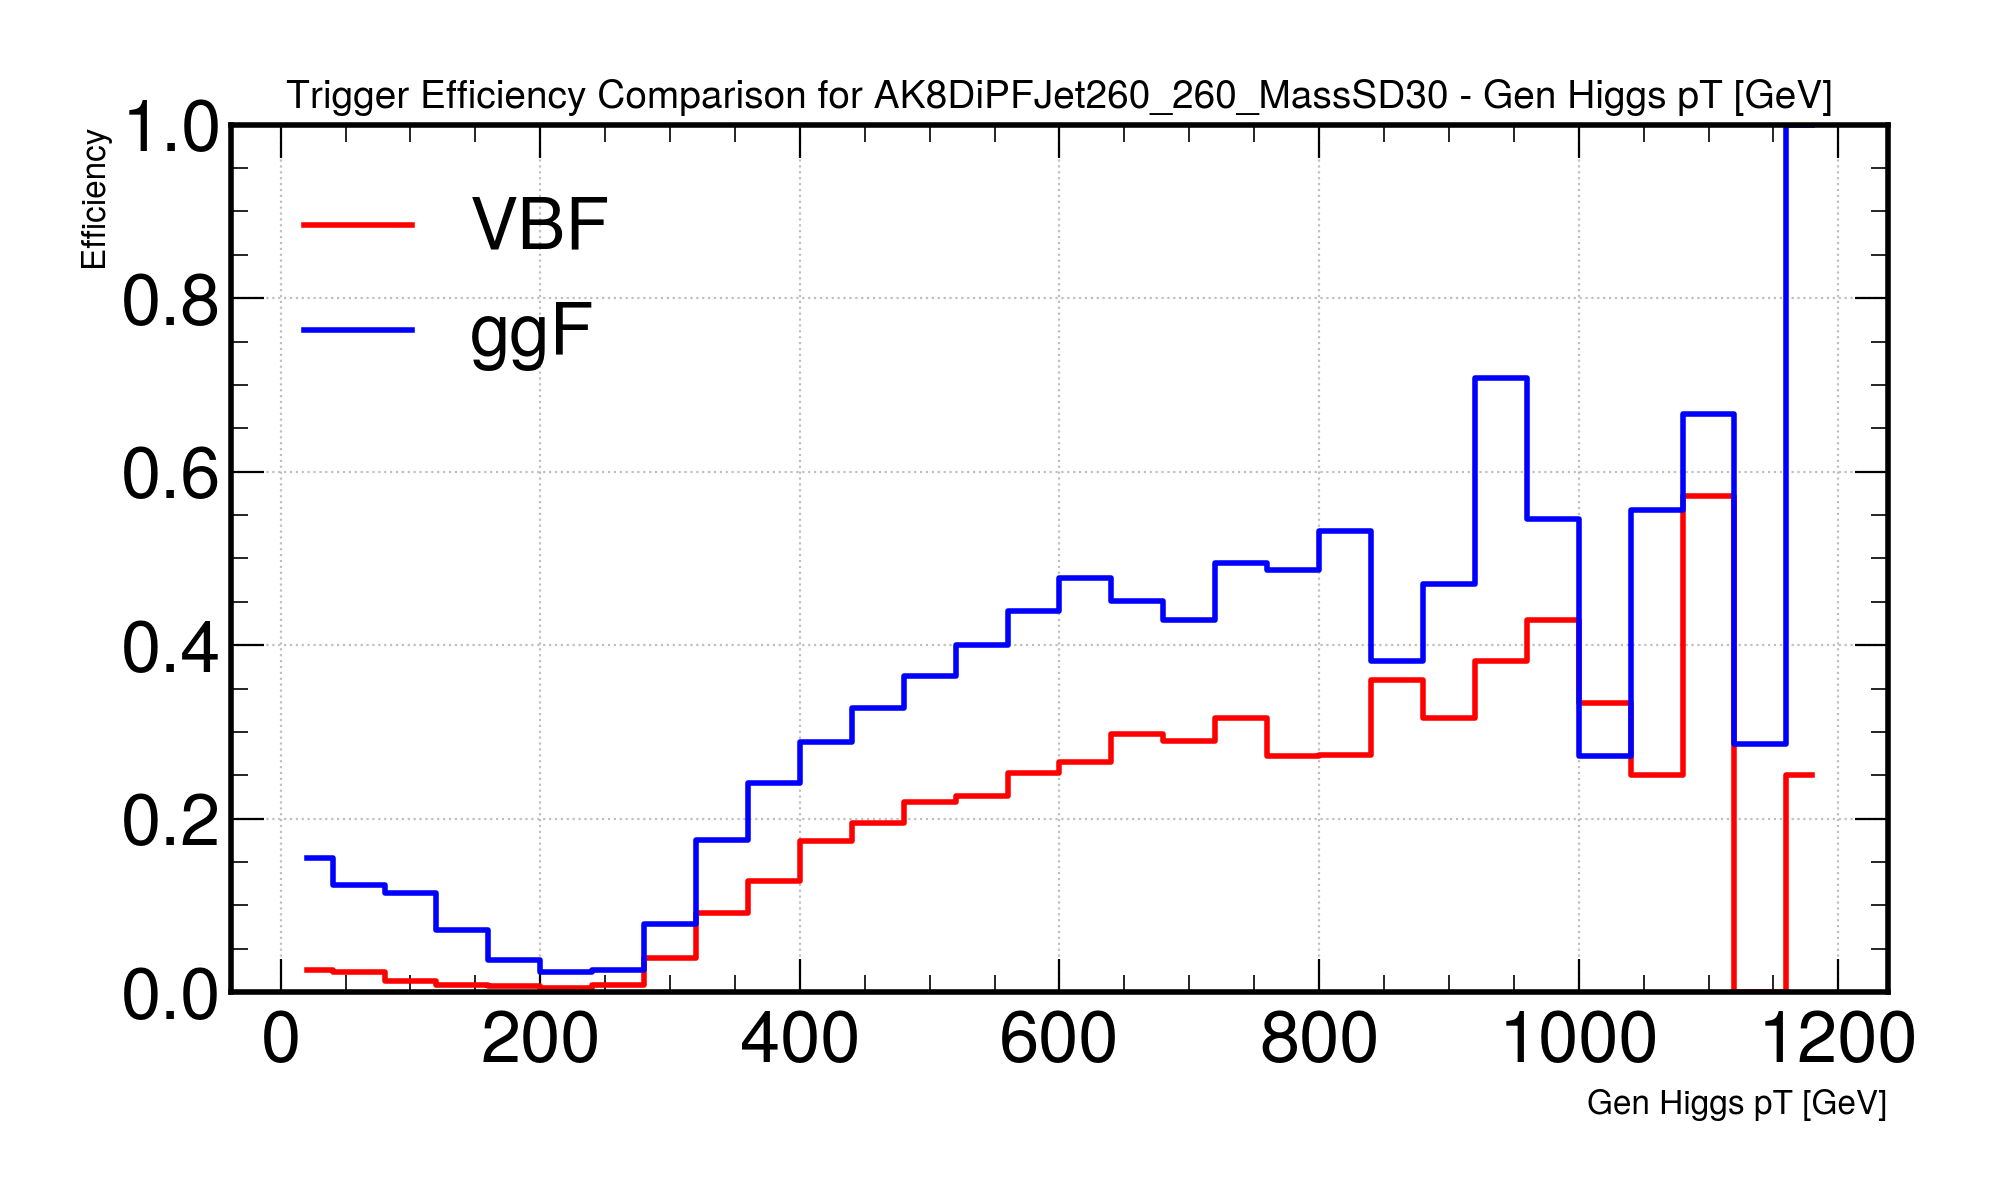 Trigger Efficiency Comparison for AK8DiPFJet260_260_MassSD30 - Gen Higgs pT [GeV]
Efficiency
1.0
0.8
0.6
0.4
0.2
0.0
VBF
ggF
0 200 400 600 800 1000 1200
Gen Higgs pT [GeV]